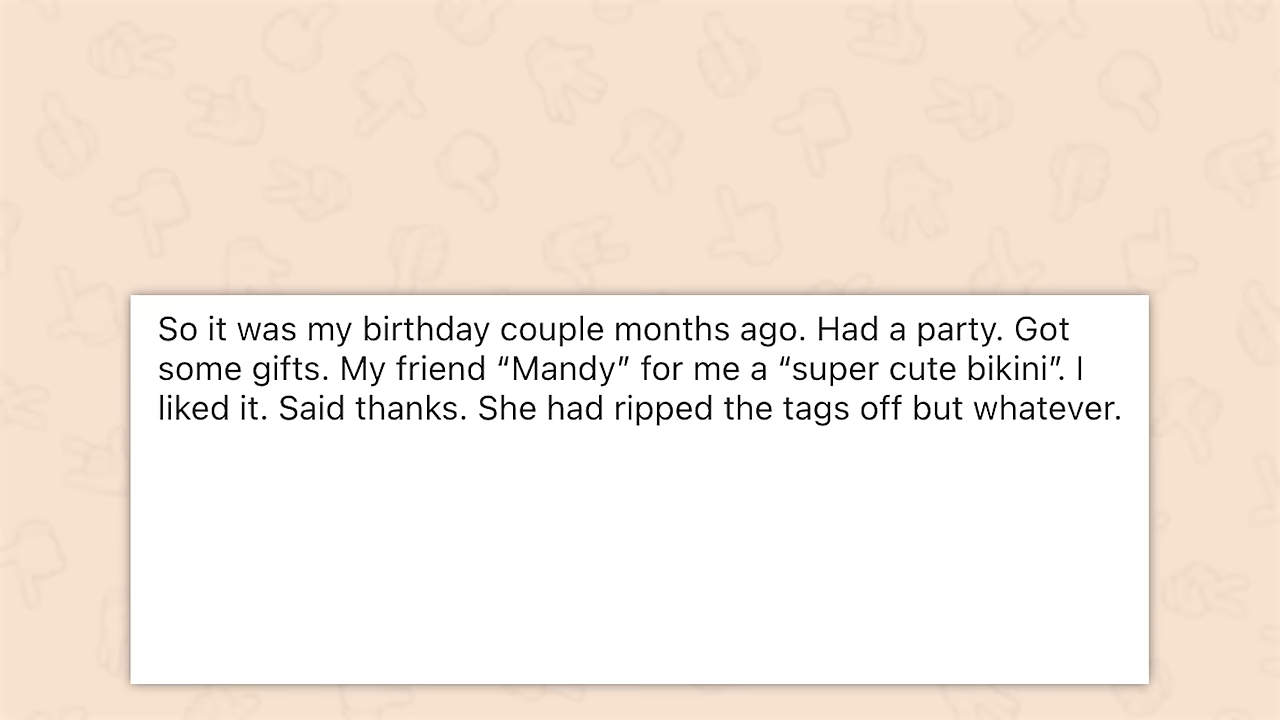 So it was my birthday couple months ago. Had a party. Got
some gifts. My friend “Mandy” for me a “super cute bikini”. I
liked it. Said thanks. She had ripped the tags off but whatever.